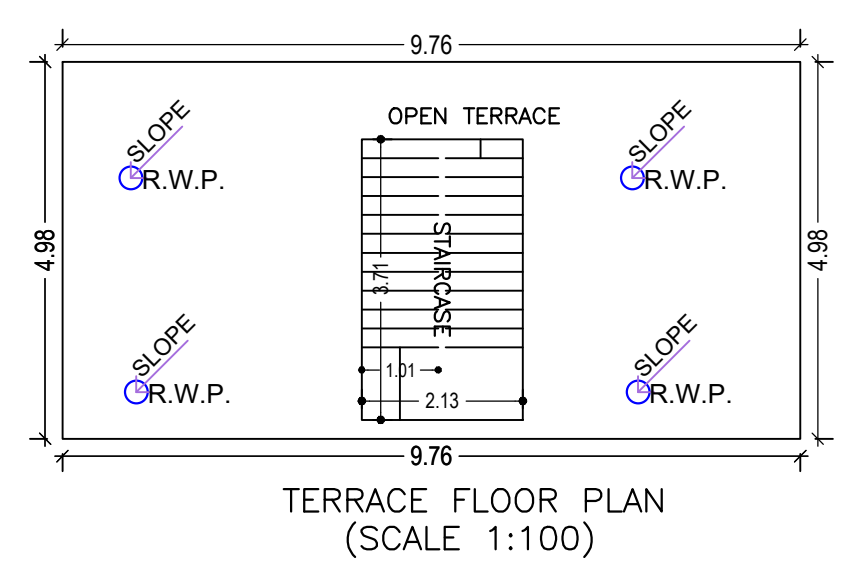 9.76
OPEN TERRACE
SLOPE
R.W.P.
SLOPE
R.W.P.
4.98
STAIRCASE
3.71
4.98
SLOPE
R.W.P.
SLOPE
R.W.P.
1.01
2.13
9.76
TERRACE FLOOR PLAN
(SCALE 1:100)